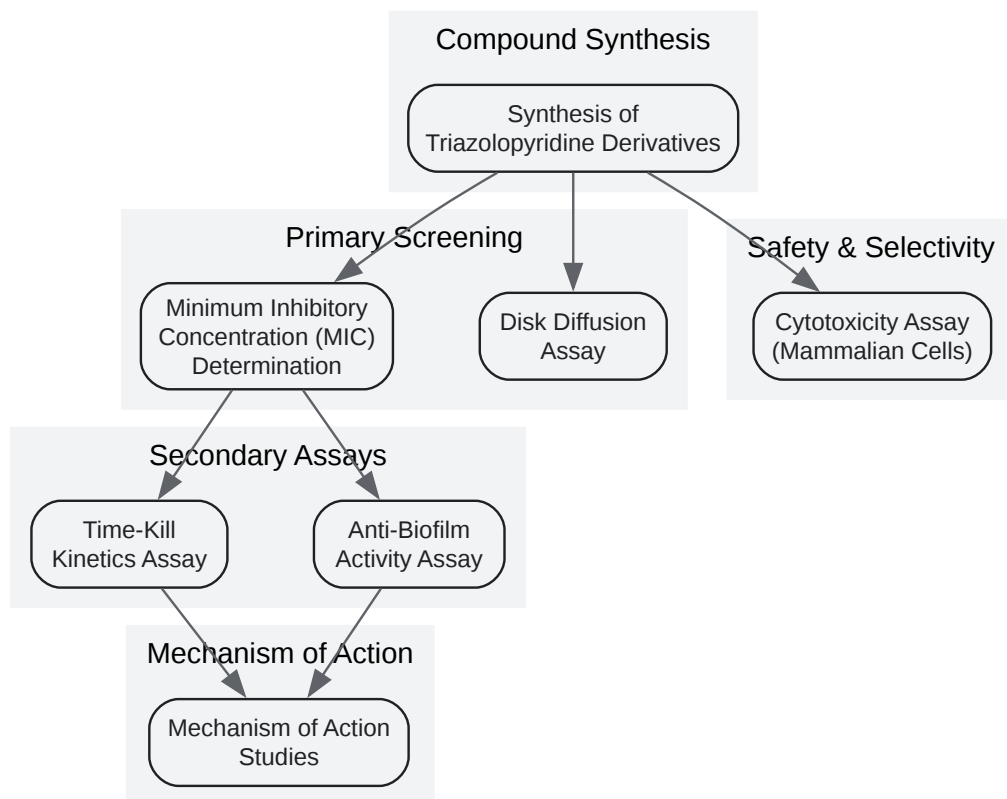 Compound Synthesis
Synthesis of
Triazolopyridine Derivatives
Primary Screening
Minimum Inhibitory
Concentration (MIC)
Determination
Disk Diffusion
Assay
Safety & Selectivity
Cytotoxicity Assay
(Mammalian Cells)
Secondary Assays
Time-Kill
Kinetics Assay
Anti-Biofilm
Activity Assay
Mechanism of Action
Mechanism of Action
Studies